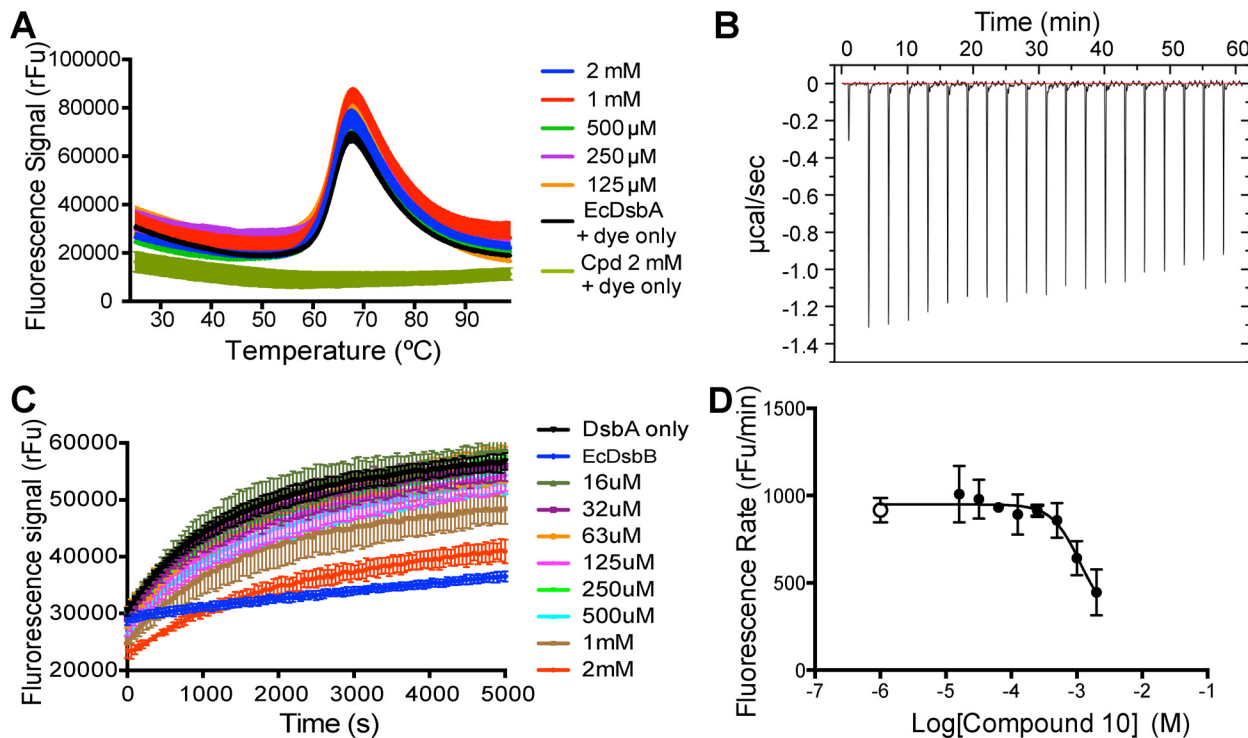 A
Fluorescence Signal (rFu)
100000
80000
60000
40000
20000
0
30 40 50 60 70 80 90
Temperature (ºC)
2 mM
1 mM
500 µM
250 µM
125 µM
EcDsbA
+ dye only
Cpd 2 mM
+ dye only
B
Time (min)
0 10 20 30 40 50 60
µcal/sec
0
-0.2
-0.4
-0.6
-0.8
-1.0
-1.2
-1.4
C
Flurorescence signal (rFu)
60000
50000
40000
30000
20000
0 1000 2000 3000 4000 5000
Time (s)
DsbA only
EcDsbB
16uM
32uM
63uM
125uM
250uM
500uM
1mM
2mM
D
Fluorescence Rate (rFu/min)
1500
1000
500
0
-7 -6 -5 -4 -3 -2 -1
Log[Compound 10] (M)